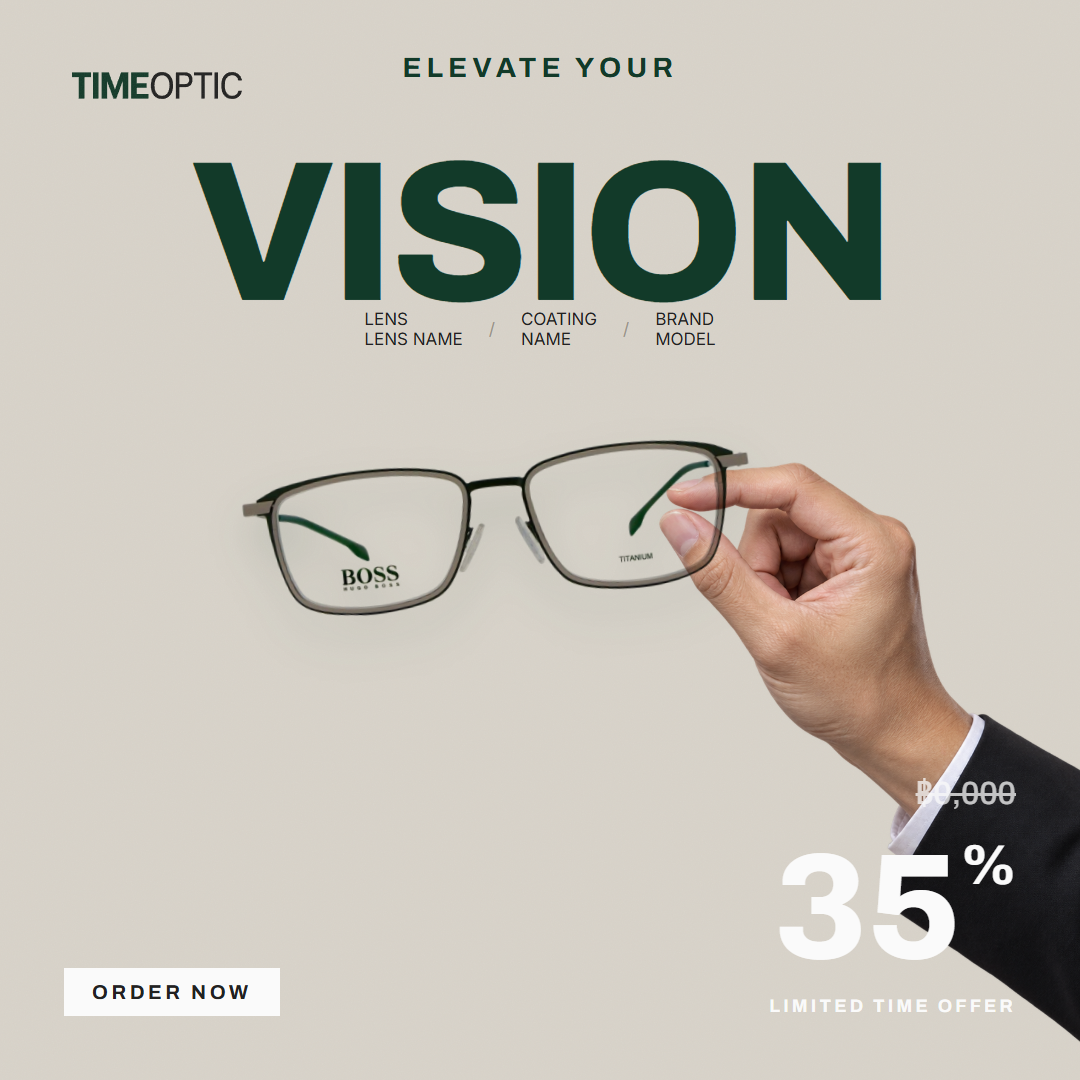 ELEVATE YOUR
TIMEOPTIC
VISION
LENS
LENS NAME
/
COATING
NAME
/
BRAND
MODEL
BOSS
HUGO BOSS
TITANIUM
฿0,000
35%
LIMITED TIME OFFER
ORDER NOW